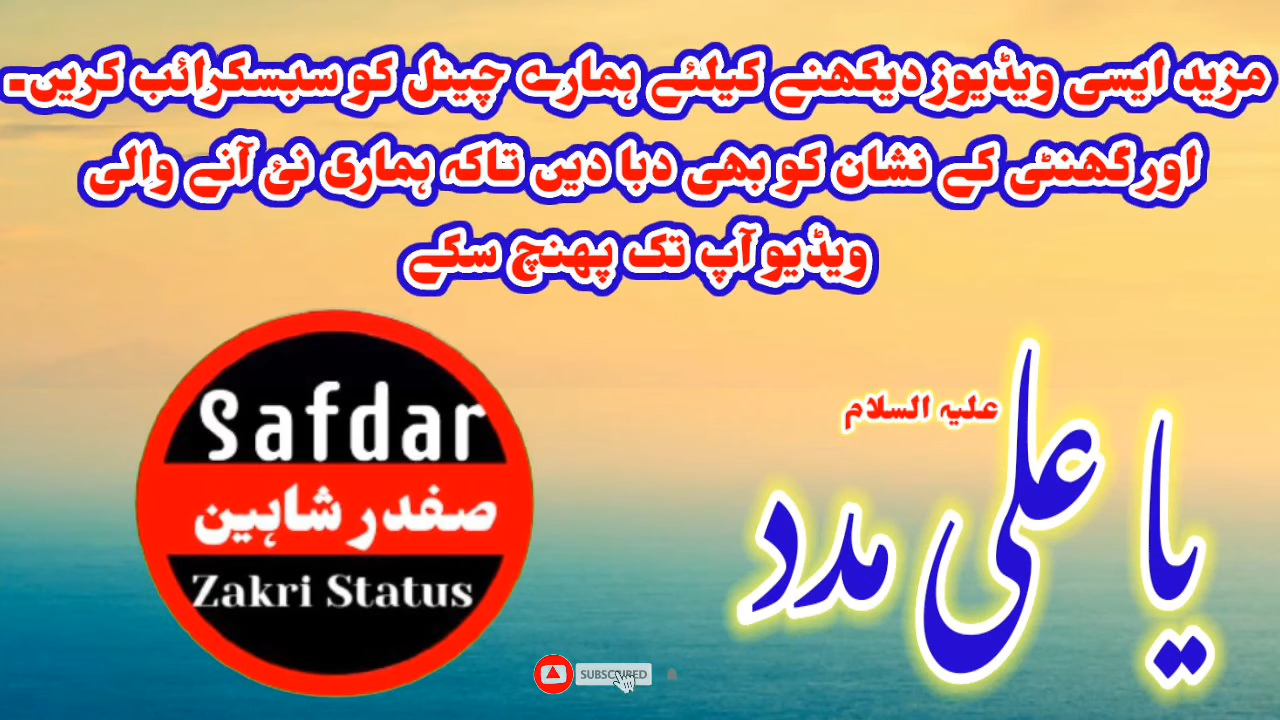 مزید ایسی ویڈیوز دیکھنے کیلئے ہمارے چینل کو سبسکرائب کریں۔
اور گھنٹی کے نشان کو بھی دبا دیں تاکہ ہماری نئ آنے والی
ویڈیو آپ تک پھنچ سکے
Safdar
صفدر شاہین
Zakri Status
علیہ السلام
یا علی مدد
SUBSCRIBED